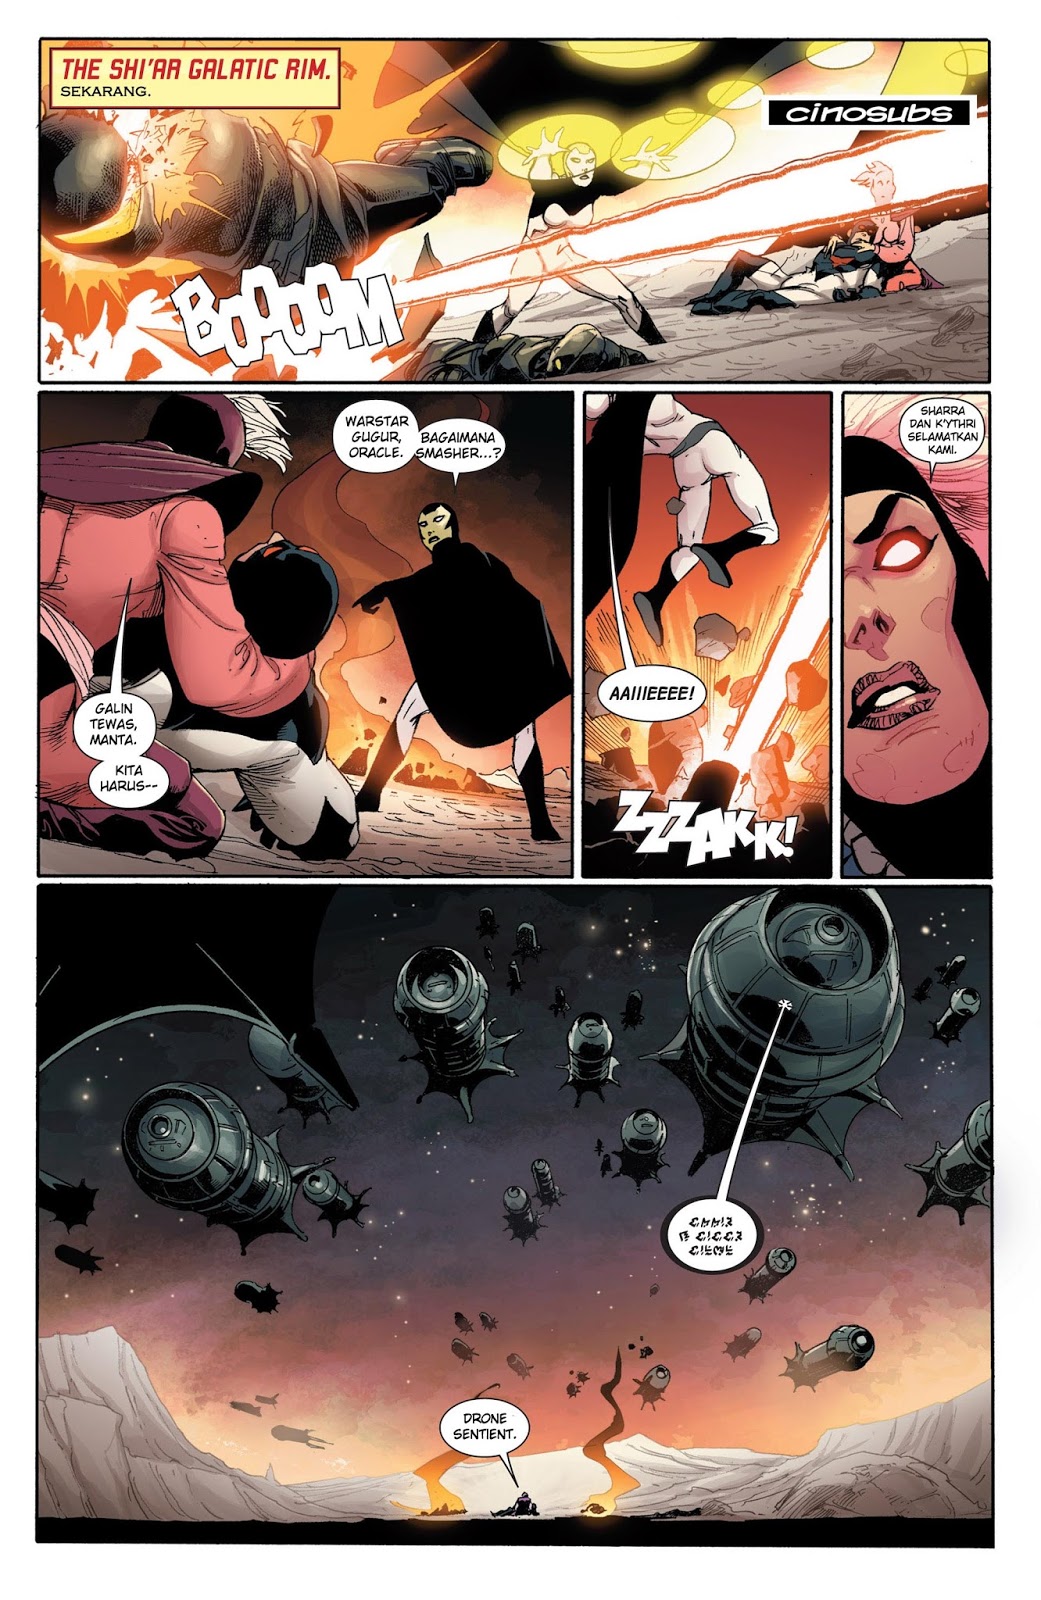 THE SHI'AR GALATIC RIM.
SEKARANG.
cinosubs
BOOOOM
WARSTAR
GUGUR,
ORACLE.
BAGAIMANA
SMASHER...?
GALIN
TEWAS,
MANTA.
KITA
HARUS--
AAIIIEEEE!
ZZZAKK!
SHARRA
DAN K'YTHRI
SELAMATKAN
KAMI.
DRONE
SENTIENT.